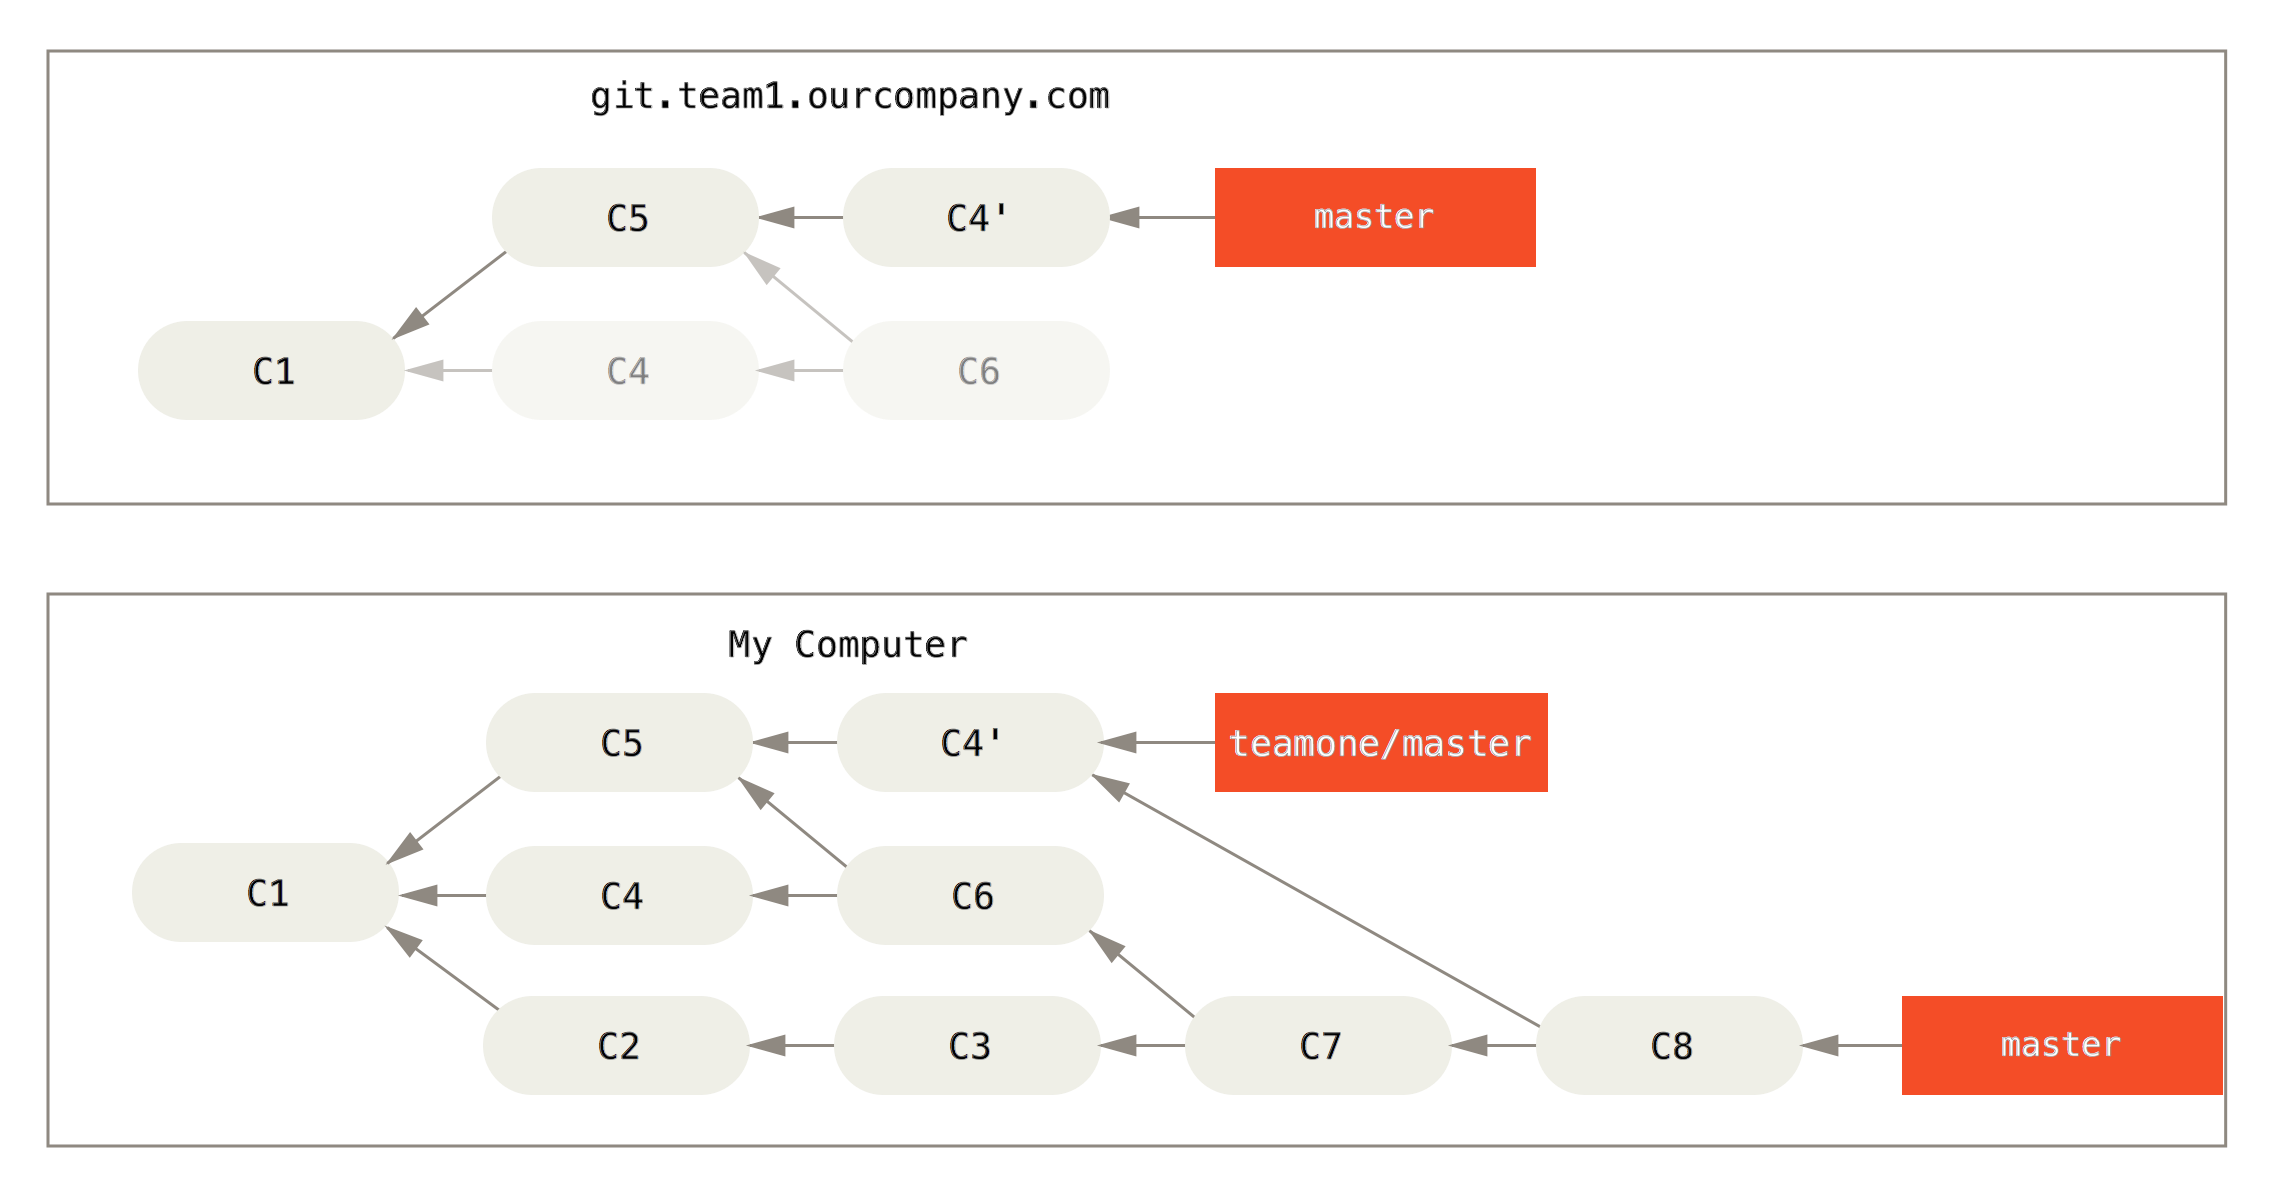 git.team1.ourcompany.com
C5 C4' master
C1 C4 C6
My Computer
C5 C4' teamone/master
C1 C4 C6
C2 C3 C7 C8 master